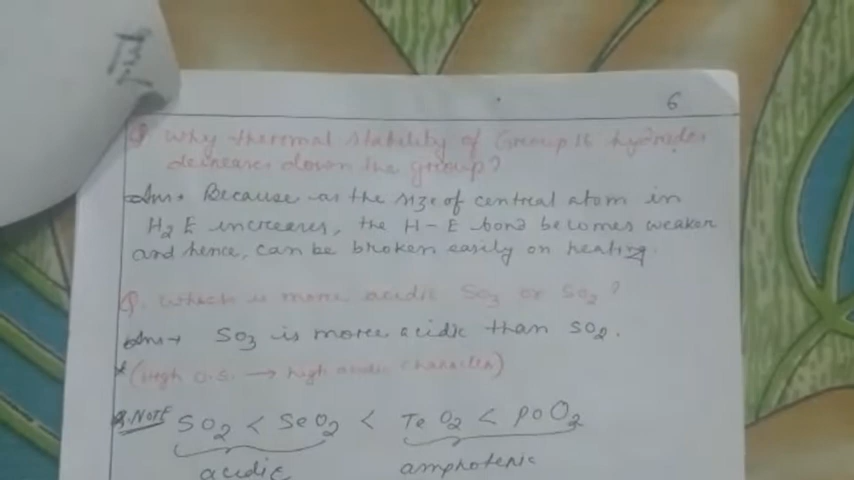 6
Q Why thermal stability of Group 16 hydrides
decreases down the group?
Ans → Because as the size of central atom in
H₂E increases, the H-E bond becomes weaker
and hence, can be broken easily on heating.
Q. Which is more acidic SO₃ or SO₂?
Ans → SO₃ is more acidic than SO₂.
* (High O.S. → high acidic character)
NOTE SO₂ < SeO₂ < TeO₂ < PoO₂
acidic amphoteric